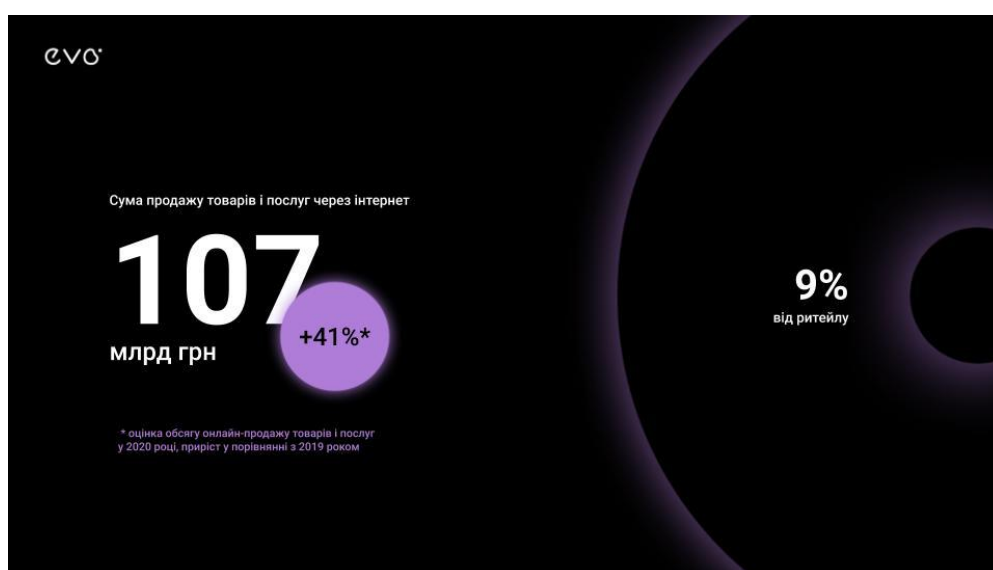 evo
Сума продажу товарів і послуг через інтернет
107
+41%*
млрд грн
* оцінка обсягу онлайн-продажу товарів і послуг
у 2020 році, приріст у порівнянні з 2019 роком
9%
від ритейлу